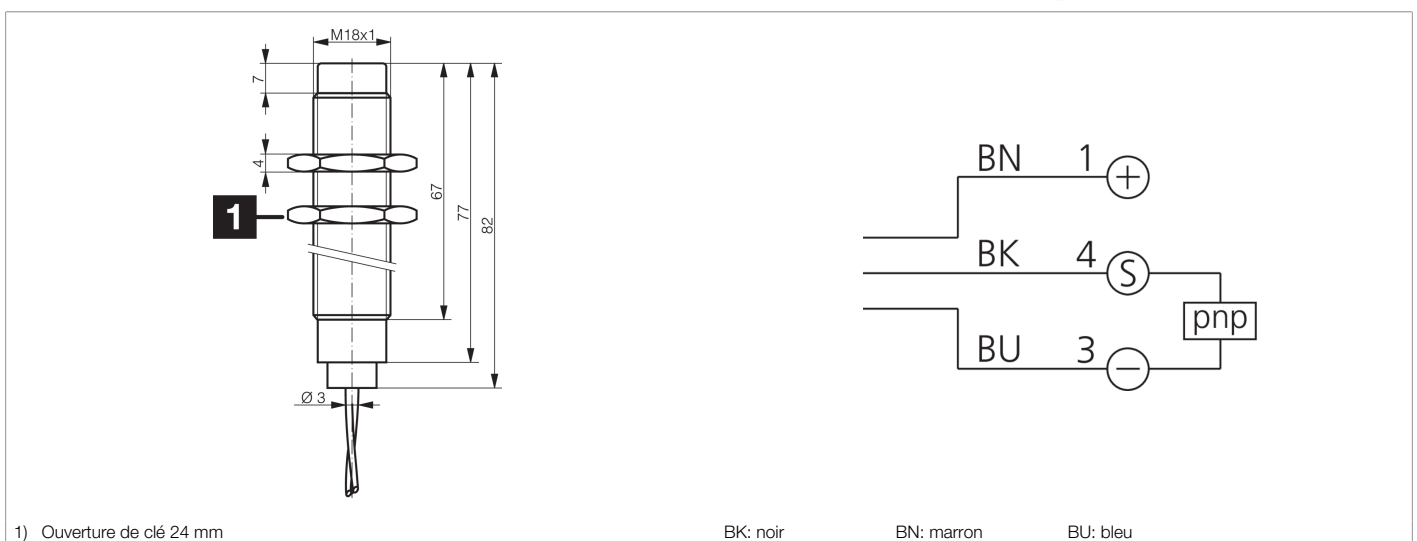 M18x1
7
4
1
67
77
82
Ø 3
BN 1 +
BK 4 S
pnp
BU 3 −
1) Ouverture de clé 24 mm
BK: noir BN: marron BU: bleu